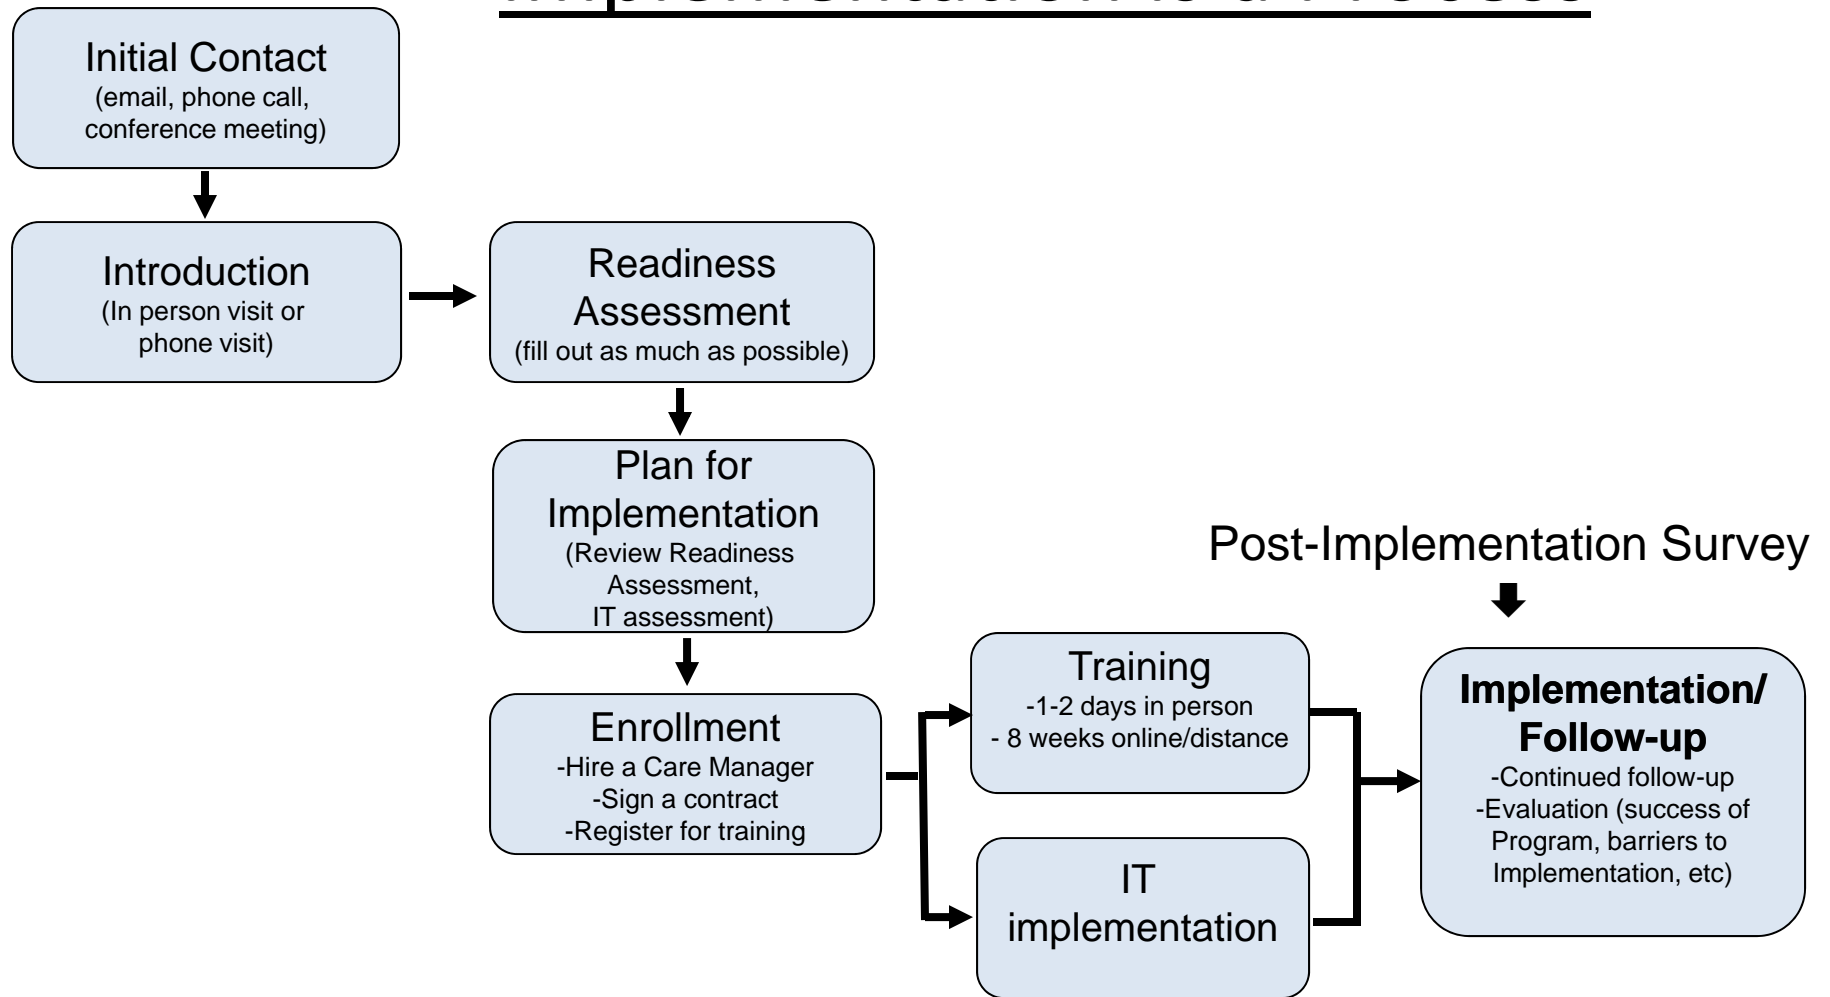 Initial Contact
(email, phone call,
conference meeting)
Introduction
(In person visit or
phone visit)
Readiness
Assessment
(fill out as much as possible)
Plan for
Implementation
(Review Readiness
Assessment,
IT assessment)
Enrollment
-Hire a Care Manager
-Sign a contract
-Register for training
Training
-1-2 days in person
- 8 weeks online/distance
IT
implementation
Post-Implementation Survey
Implementation/
Follow-up
-Continued follow-up
-Evaluation (success of
Program, barriers to
Implementation, etc)